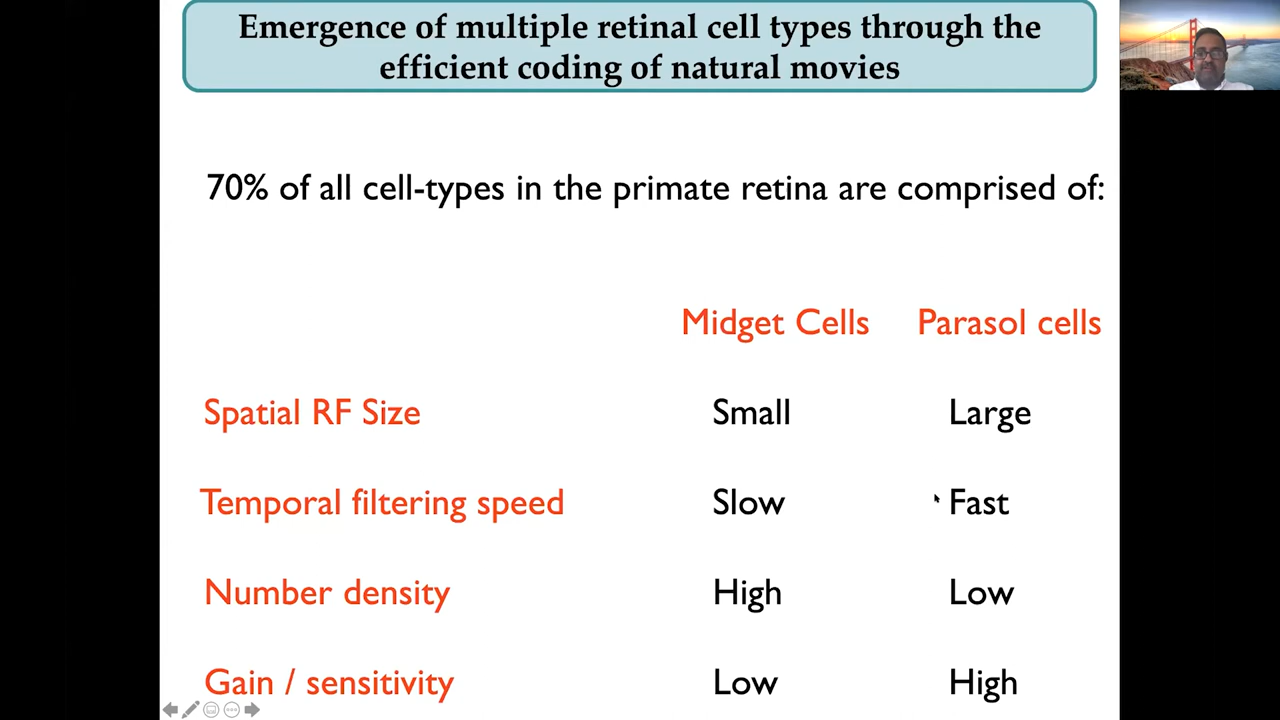 Emergence of multiple retinal cell types through the
efficient coding of natural movies
70% of all cell-types in the primate retina are comprised of:
Midget Cells Parasol cells
Spatial RF Size Small Large
Temporal filtering speed Slow Fast
Number density High Low
Gain / sensitivity Low High